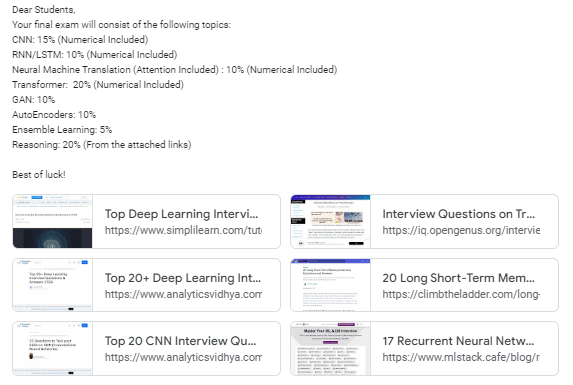 Dear Students,
Your final exam will consist of the following topics:
CNN: 15% (Numerical Included)
RNN/LSTM: 10% (Numerical Included)
Neural Machine Translation (Attention Included) : 10% (Numerical Included)
Transformer:  20% (Numerical Included)
GAN: 10%
AutoEncoders: 10%
Ensemble Learning: 5%
Reasoning: 20% (From the attached links)
Best of luck!
Top Deep Learning Intervi...
https://www.simplilearn.com/tut
Interview Questions on Tr...
https://iq.opengenus.org/intervie
Top 20+ Deep Learning Int...
https://www.analyticsvidhya.com
20 Long Short-Term Mem...
https://climbtheladder.com/long-
Top 20 CNN Interview Qu...
https://www.analyticsvidhya.com
17 Recurrent Neural Netw...
https://www.mlstack.cafe/blog/r